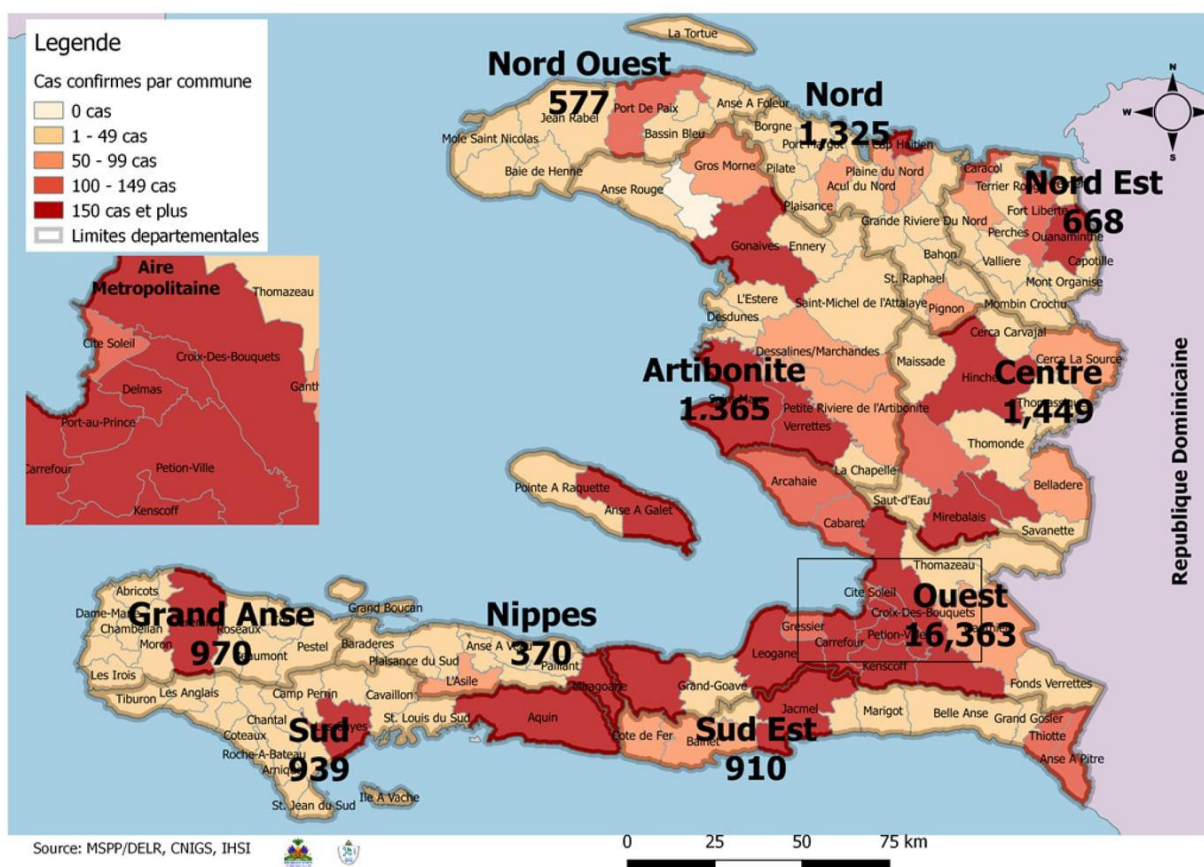 Legende
Cas confirmes par commune
0 cas
1 - 49 cas
50 - 99 cas
100 - 149 cas
150 cas et plus
Limites departementales
Aire
Metropolitaine
Thomazeau
Cite Soleil
Croix-Des-Bouquets
Delmas
Port-au-Prince
Carrefour
Petion-Ville
Kenscoff
La Tortue
Nord Ouest
577
Port De Paix
Jean Rabel
Mole Saint Nicolas
Bassin Bleu
Baie de Henne
Anse A Foleur
Nord
1,325
Borgne
Pilate
Plaine du Nord
Acul du Nord
Plaisance
Grande Riviere Du Nord
Bahon
St. Raphael
Pignon
Caracol
Nord Est
668
Fort Liberte
Perches
Ouanaminthe
Capotille
Valliere
Mont Organise
Mombin Crochu
Anse Rouge
Gros Morne
Gonaives
Ennery
L'Estere
Desdunes
Saint-Michel de l'Attalaye
Dessalines/Marchandes
Artibonite
1.365
Petite Riviere de l'Artibonite
Verrettes
La Chapelle
Cerca Carvajal
Maissade
Cerca La Source
Centre
1,449
Thomonde
Belladere
Saut-d'Eau
Mirebalais
Savanette
Arcahaie
Cabaret
Pointe A Raquette
Anse A Galet
Thomazeau
Cite Soleil
Ouest
16,363
Croix-Des-Bouquets
Gressier
Carrefour
Leogane
Kenscoff
Fonds Verrettes
Grand-Goave
Abricots
Grand Anse
970
Chambellan
Moron
Pestel
Les Irois
Grand Boucan
Baraderes
Nippes
370
Plaisance du Sud
Paillant
L'Asile
Miragoane
Tiburon
Les Anglais
Camp Perrin
Cavaillon
St. Louis du Sud
Aquin
Chantal
Coteaux
Roche-A-Bateau
Sud
939
St. Jean du Sud
Ile A Vache
Cote de Fer
Jacmel
Sud Est
910
Marigot
Belle Anse
Grand Gosier
Thiotte
Anse A Pitre
Republique Dominicaine
N
W
E
S
Source: MSPP/DELR, CNIGS, IHSI
0 25 50 75 km